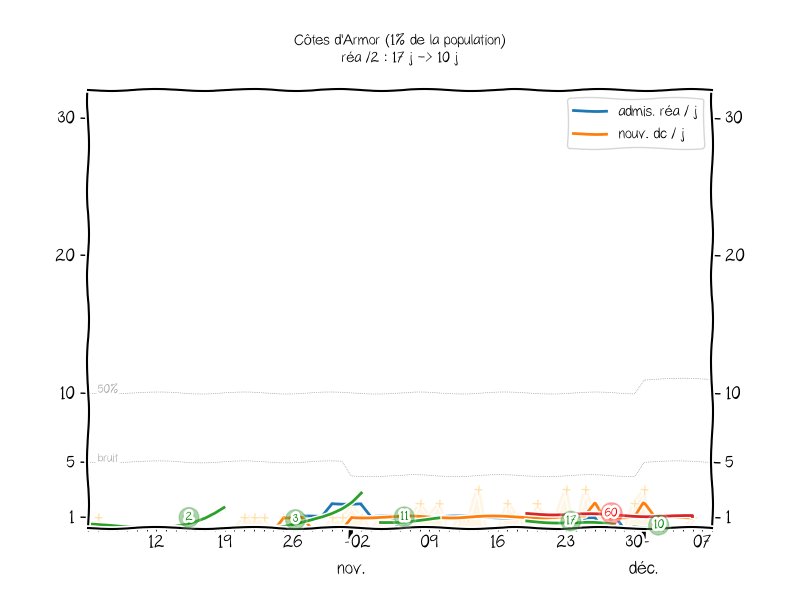 Côtes d'Armor (1% de la population)
réa /2 : 17 j -> 10 j
admis. réa / j
nouv. dc / j
30 30
20 20
50%
10 10
bruit
5 5
1 1
2 3 11 17 60 10
12 19 26 02 09 16 23 30 07
nov. déc.